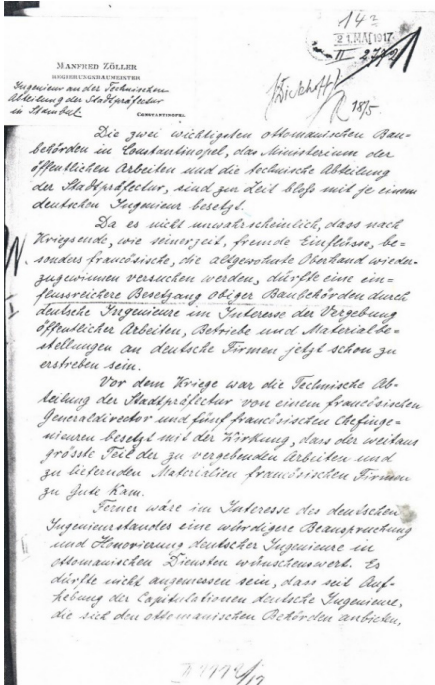 14a
21. MAI 1917.
II 2772
MANFRED ZÖLLER
REGIERUNGSBAUMEISTER
Ingenieur an der Technischen
Abteilung der Stadtpräfectur
in Stambul.
CONSTANTINOPEL
18/5.
Die zwei wichtigsten ottomanischen Bau-
behörden in Constantinopel, das Ministerium der
öffentlichen Arbeiten und die technische Abteilung
der Stadtpräfectur, sind zur Zeit bloss mit je einem
deutschen Ingenieur besetzt.
Da es nicht unwahrscheinlich, dass nach
Kriegsende, wie seinerzeit, fremde Einflüsse, be-
sonders französische, die altgewohnte Oberhand wieder-
zugewinnen versuchen werden, dürfte eine ein-
flussreichere Besetzung obiger Baubehörden durch
deutsche Ingenieure im Interesse der Vergebung
öffentlicher Arbeiten, Betriebe und Materialbe-
stellungen an deutsche Firmen jetzt schon zu
erstreben sein.
Vor dem Kriege war die Technische Ab-
teilung der Stadtpräfectur von einem französischen
Generaldirector und fünf französischen Chefinge-
nieuren besetzt mit der Wirkung, dass der weitaus
grösste Teil der zu vergebenden Arbeiten und
zu liefernden Materialien französischen Firmen
zu Gute kam.
Ferner wäre im Interesse des deutschen
Ingenieurstandes eine würdigere Beanspruchung
und Honorierung deutscher Ingenieure in
ottomanischen Diensten wünschenswert. Es
dürfte nicht angemessen sein, dass seit Auf-
hebung der Capitulationen deutsche Ingenieure,
die sich den ottomanischen Behörden anbieten,